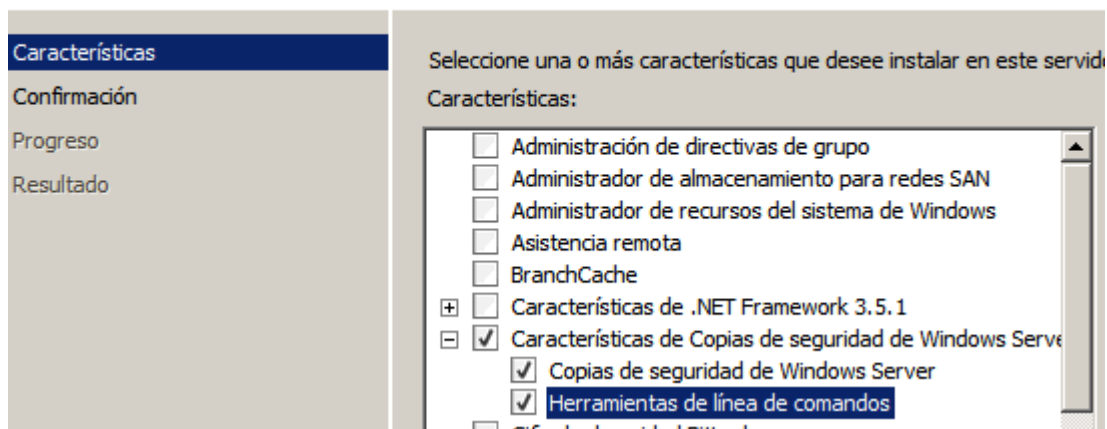 Características
Confirmación
Progreso
Resultado
Seleccione una o más características que desee instalar en este
Características:
Administración de directivas de grupo
Administrador de almacenamiento para redes SAN
Administrador de recursos del sistema de Windows
Asistencia remota
BranchCache
Características de .NET Framework 3.5.1
Características de Copias de seguridad de Windows
Copias de seguridad de Windows Server
Herramientas de línea de comandos